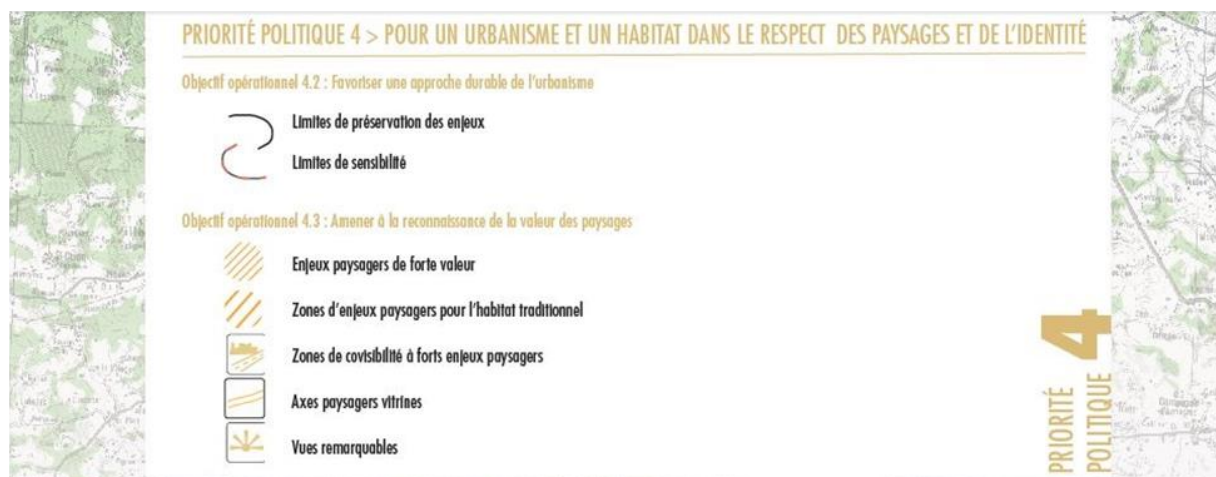 PRIORITÉ POLITIQUE 4 > POUR UN URBANISME ET UN HABITAT DANS LE RESPECT DES PAYSAGES ET DE L'IDENTITÉ
Objectif opérationnel 4.2 : Favoriser une approche durable de l'urbanisme
Limites de préservation des enjeux
Limites de sensibilité
Objectif opérationnel 4.3 : Amener à la reconnaissance de la valeur des paysages
Enjeux paysagers de forte valeur
Zones d'enjeux paysagers pour l'habitat traditionnel
Zones de covisibilité à forts enjeux paysagers
Axes paysagers vitrines
Vues remarquables
PRIORITÉ
POLITIQUE 4